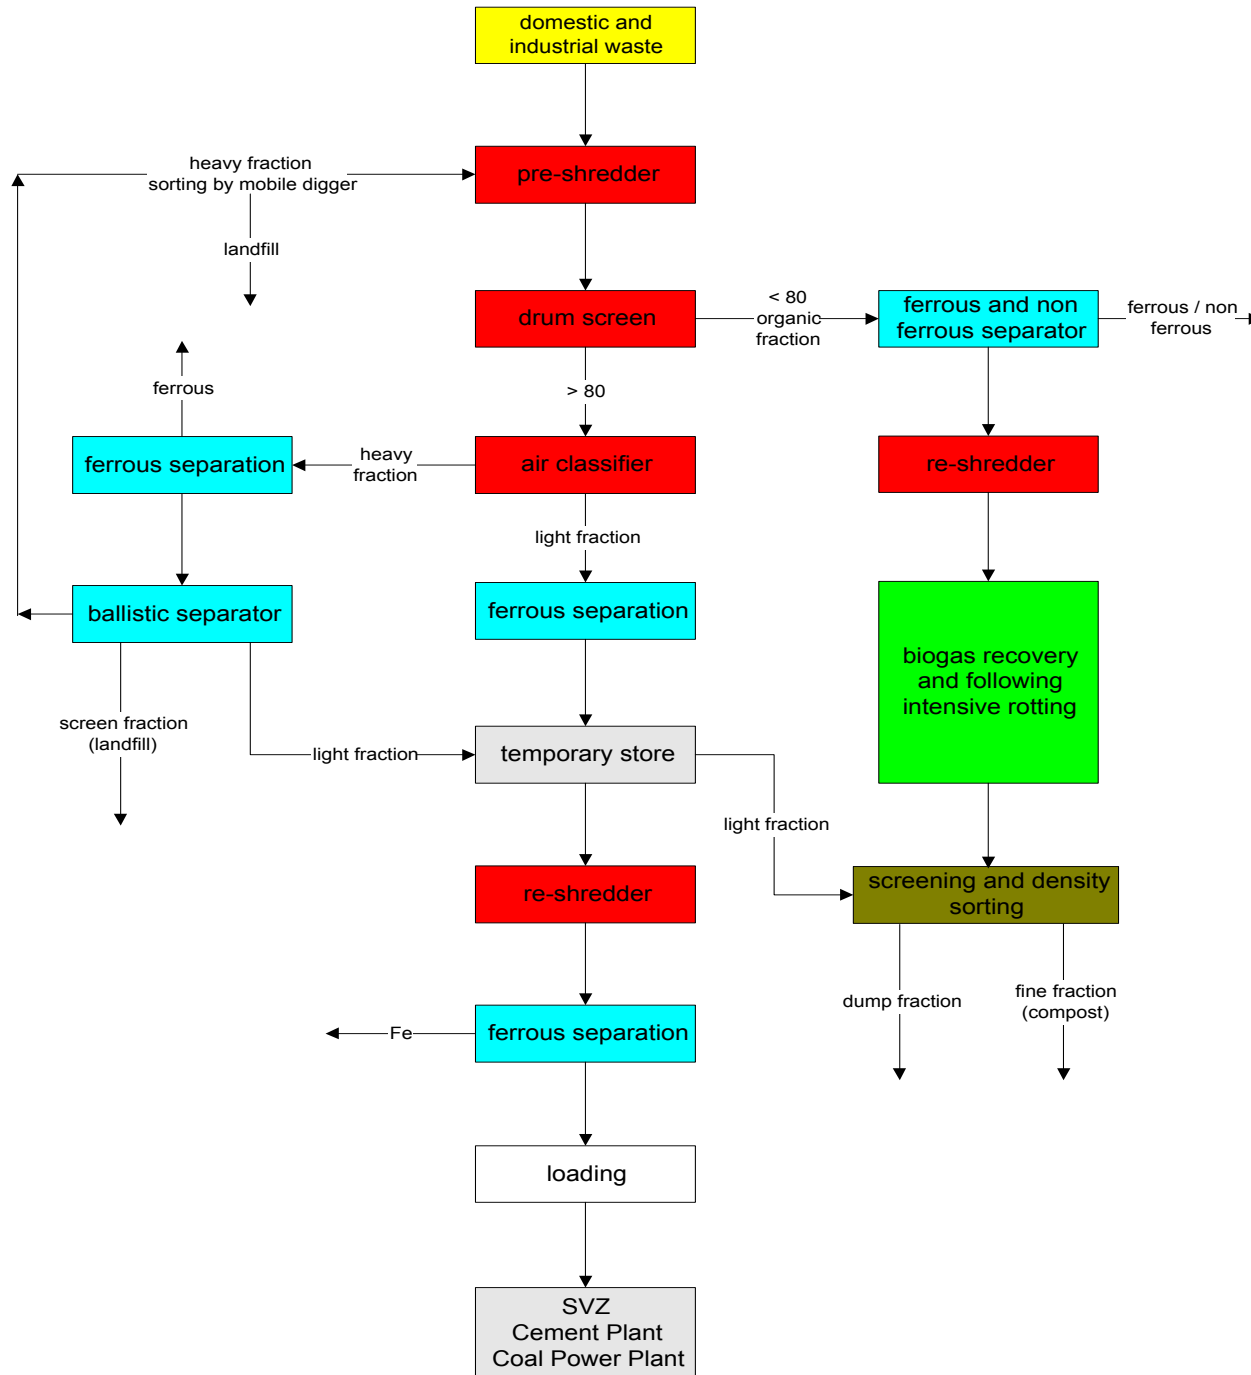 domestic and
industrial waste
heavy fraction
sorting by mobile digger
pre-shredder
landfill
drum screen
< 80
organic
fraction
ferrous and non
ferrous separator
ferrous / non
ferrous
ferrous
> 80
ferrous separation
heavy
fraction
air classifier
re-shredder
light fraction
ballistic separator
ferrous separation
biogas recovery
and following
intensive rotting
screen fraction
(landfill)
light fraction
temporary store
light fraction
re-shredder
screening and density
sorting
dump fraction
fine fraction
(compost)
Fe
ferrous separation
loading
SVZ
Cement Plant
Coal Power Plant